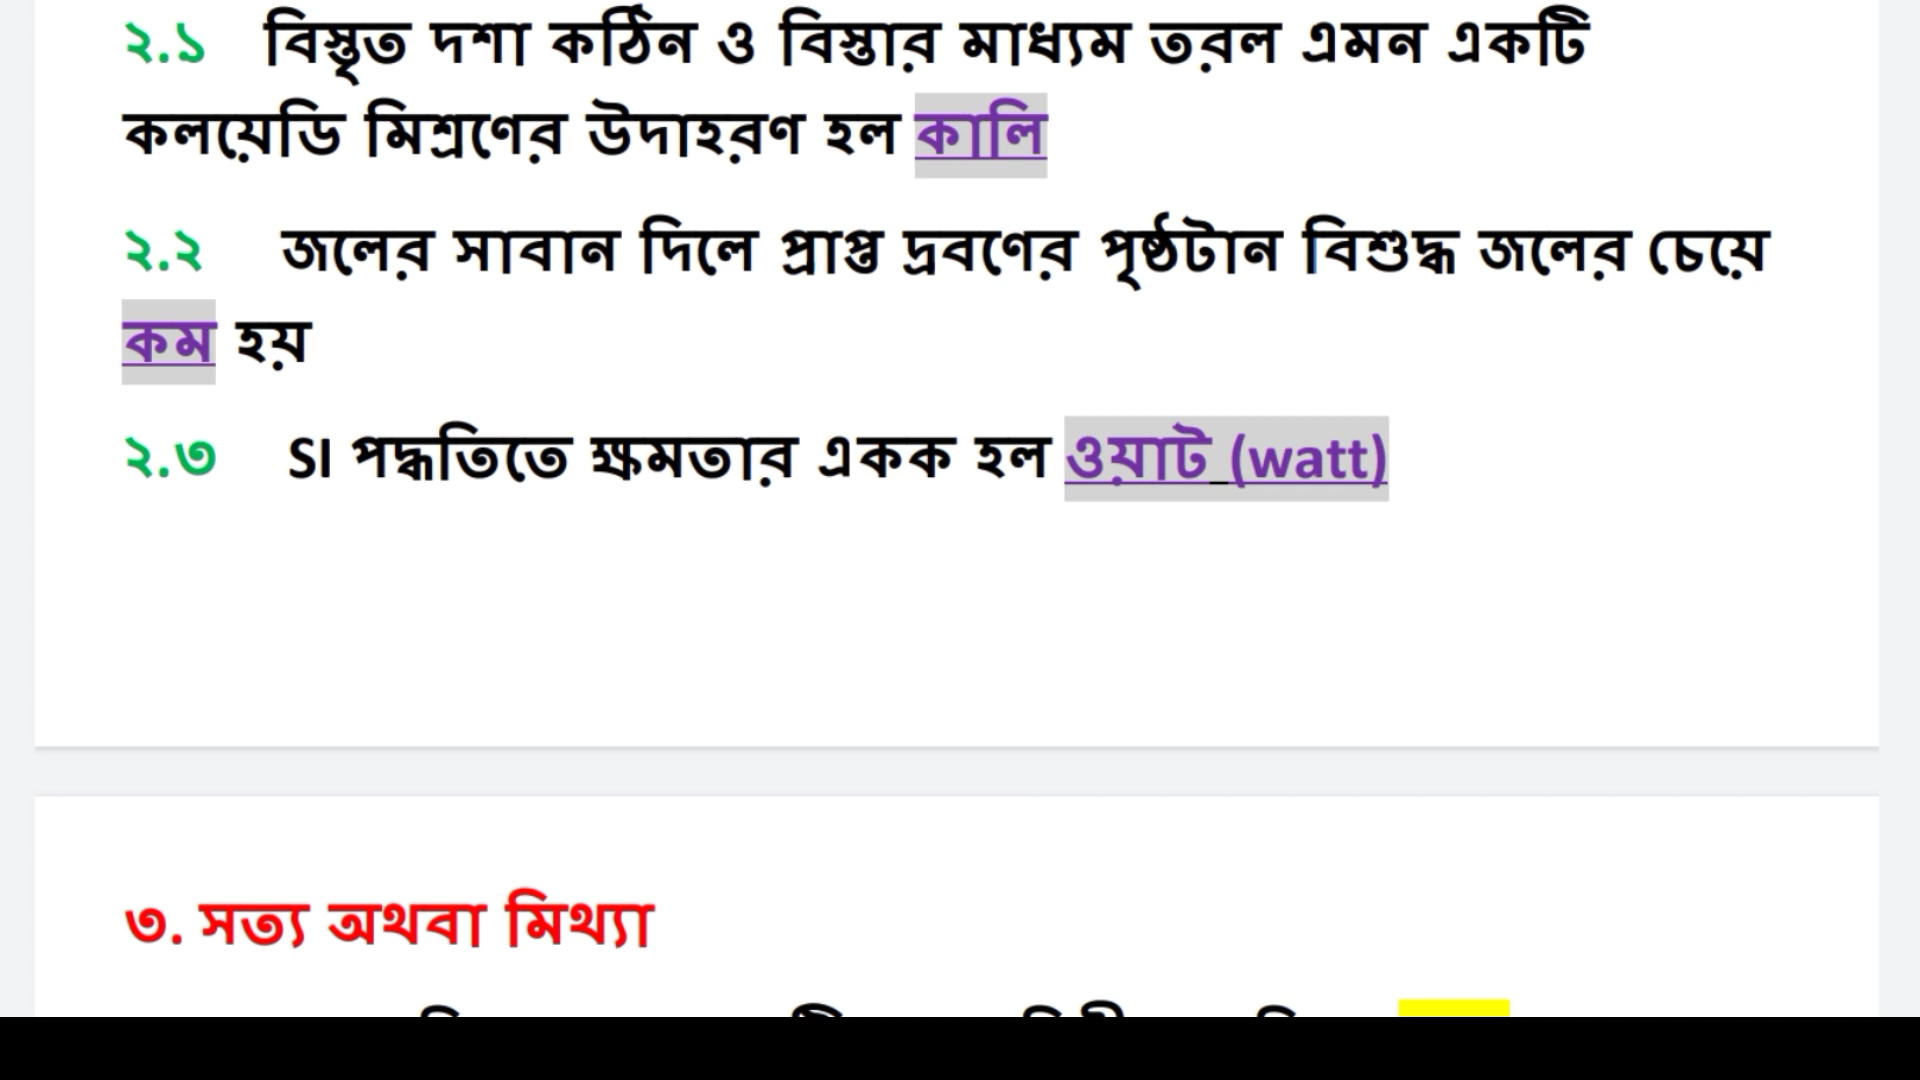 ২.১ বিস্তৃত দশা কঠিন ও বিস্তার মাধ্যম তরল এমন একটি
কলয়েডি মিশ্রণের উদাহরণ হল কালি
২.২ জলের সাবান দিলে প্রাপ্ত দ্রবণের পৃষ্ঠটান বিশুদ্ধ জলের চেয়ে
কম হয়
২.৩ SI পদ্ধতিতে ক্ষমতার একক হল ওয়াট (watt)
৩. সত্য অথবা মিথ্যা